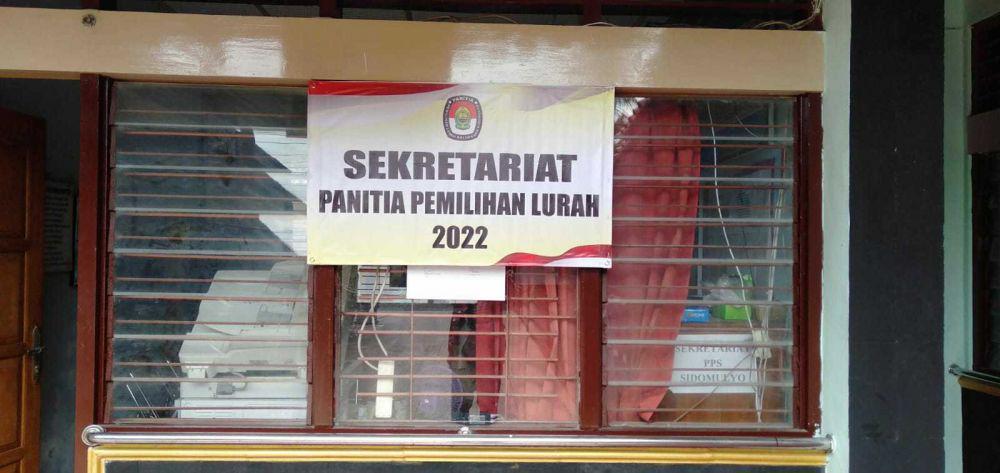 SEKRETARIAT
PANITIA PEMILIHAN LURAH
2022
SEKRETARIAT
PPS
SIDOMULYO